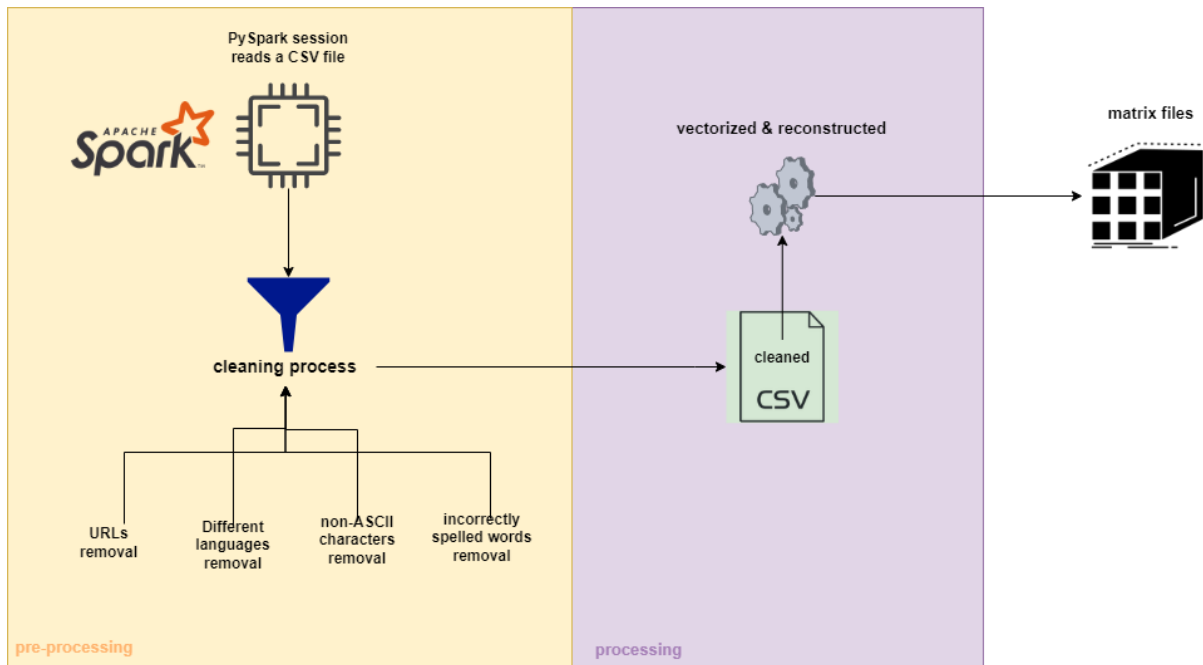 PySpark session
reads a CSV file
APACHE
Spark
TM
cleaning process
URLs
removal
Different
languages
removal
non-ASCII
characters
removal
incorrectly
spelled words
removal
pre-processing
vectorized & reconstructed
cleaned
CSV
processing
matrix files